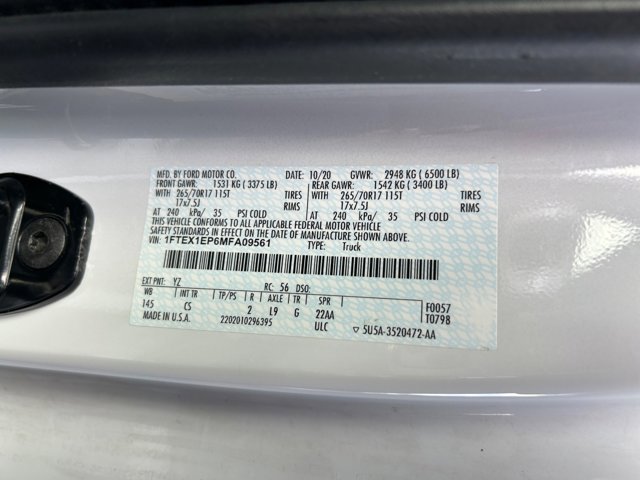 MFD. BY FORD MOTOR CO. DATE: 10/20 GVWR: 2948 KG ( 6500 LB)
FRONT GAWR: 1531 KG ( 3375 LB) REAR GAWR: 1542 KG ( 3400 LB)
WITH 265/70R17 115T TIRES WITH 265/70R17 115T TIRES
17x7.5J RIMS 17x7.5J RIMS
AT 240 kPa/ 35 PSI COLD AT 240 kPa/ 35 PSI COLD
THIS VEHICLE CONFORMS TO ALL APPLICABLE FEDERAL MOTOR VEHICLE
SAFETY, BUMPER, AND THEFT PREVENTION STANDARDS IN
EFFECT ON THE DATE OF MANUFACTURE SHOWN ABOVE.
VIN: 1FTEX1EP6MFA09561 TYPE: Truck
EXT PNT: YZ RC: 56 DSO:
WB INT TR TP/PS R AXLE TR SPR F0057
145 CS 2 L9 G 22AA T0798
MADE IN U.S.A. 2202010296395 ULC ▽ 5U5A-3520472-AA